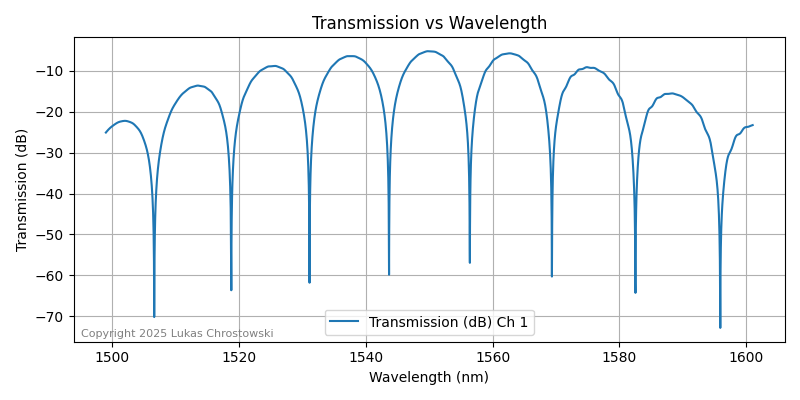 Transmission vs Wavelength
Transmission (dB)
−10
−20
−30
−40
−50
−60
−70
Copyright 2025 Lukas Chrostowski
Transmission (dB) Ch 1
1500 1520 1540 1560 1580 1600
Wavelength (nm)